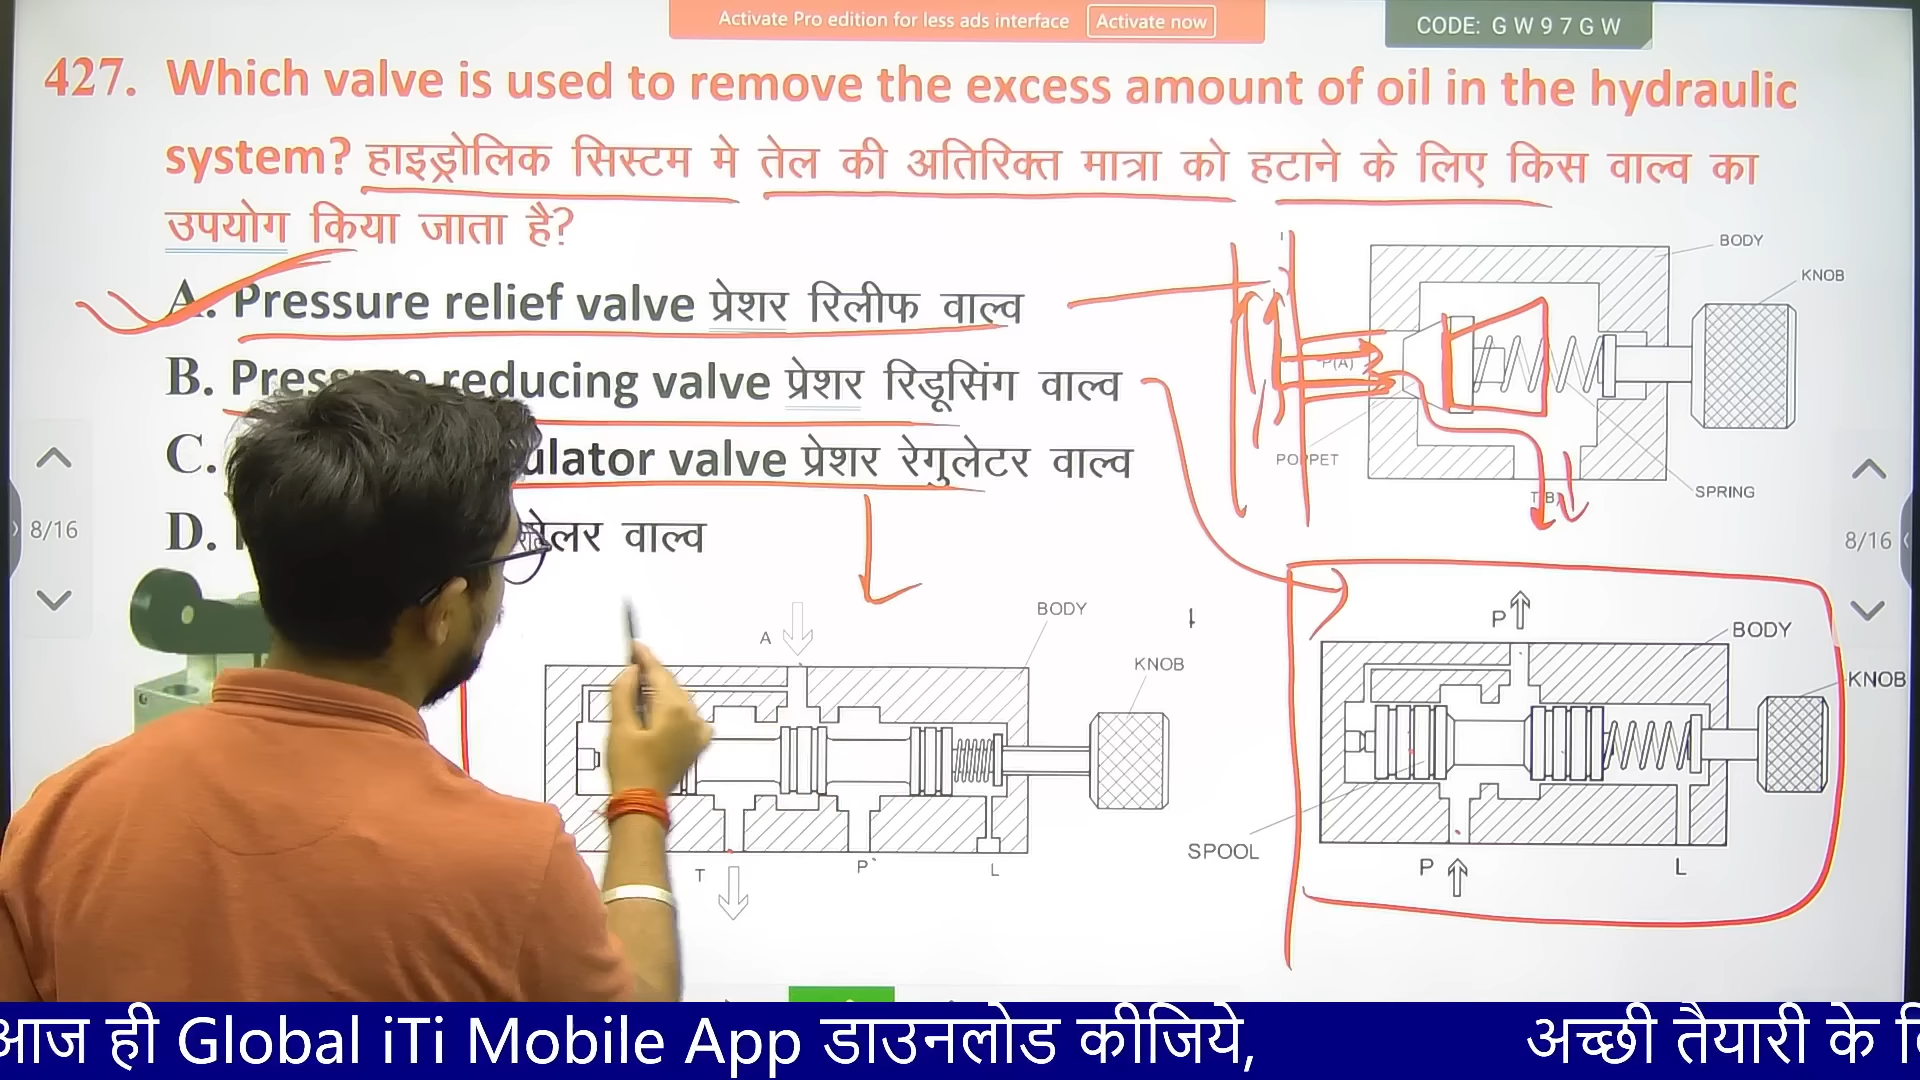 Activate Pro edition for less ads interface Activate now
CODE: G W 9 7 G W
427. Which valve is used to remove the excess amount of oil in the hydraulic
system? हाइड्रोलिक सिस्टम मे तेल की अतिरिक्त मात्रा को हटाने के लिए किस वाल्व का
उपयोग किया जाता है?
A. Pressure relief valve प्रेशर रिलीफ वाल्व
B. Pressure reducing valve प्रेशर रिडूसिंग वाल्व
C. ulator valve प्रेशर रेगुलेटर वाल्व
D. वाल्व
BODY
KNOB
P(A)
POPPET
T(B)
SPRING
8/16
8/16
A
BODY
KNOB
T
P
L
P
BODY
KNOB
SPOOL
P
L
आज ही Global iTi Mobile App डाउनलोड कीजिये,
अच्छी तैयारी के